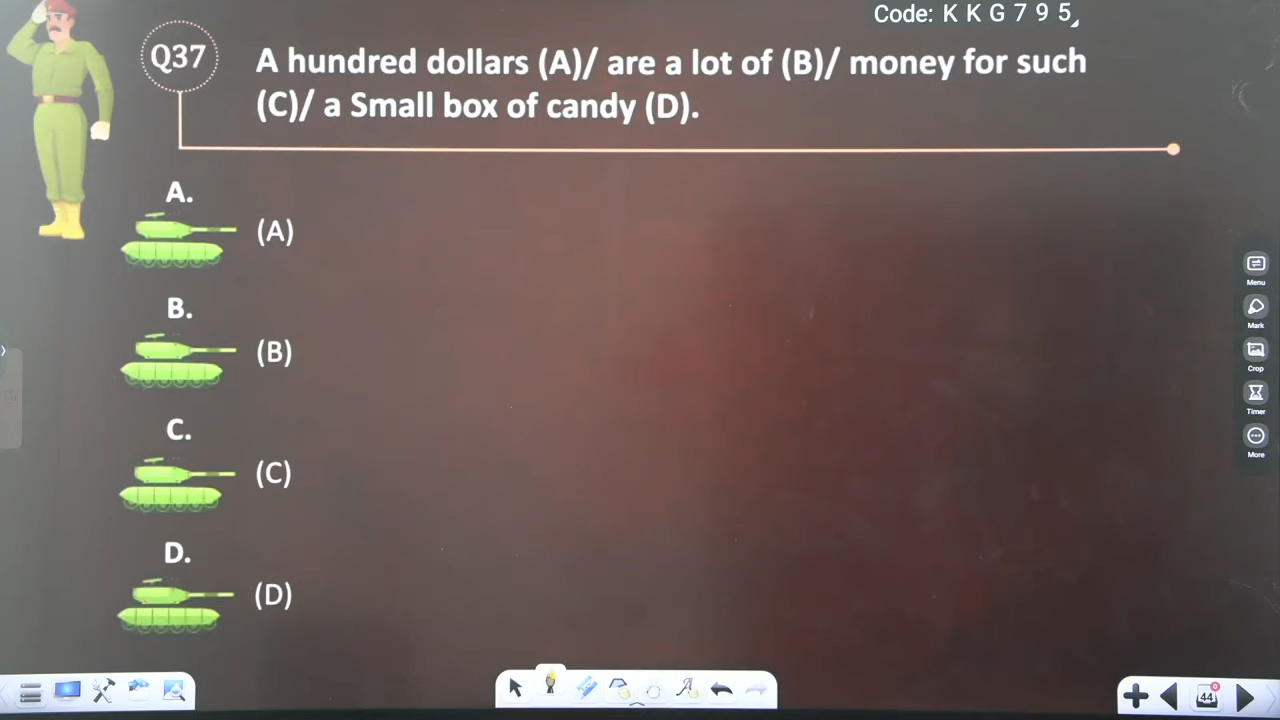 Code: K K G 7 9 5
Q37
A hundred dollars (A)/ are a lot of (B)/ money for such
(C)/ a Small box of candy (D).
A.
(A)
B.
(B)
C.
(C)
D.
(D)
Menu
Mark
Crop
Timer
More
44